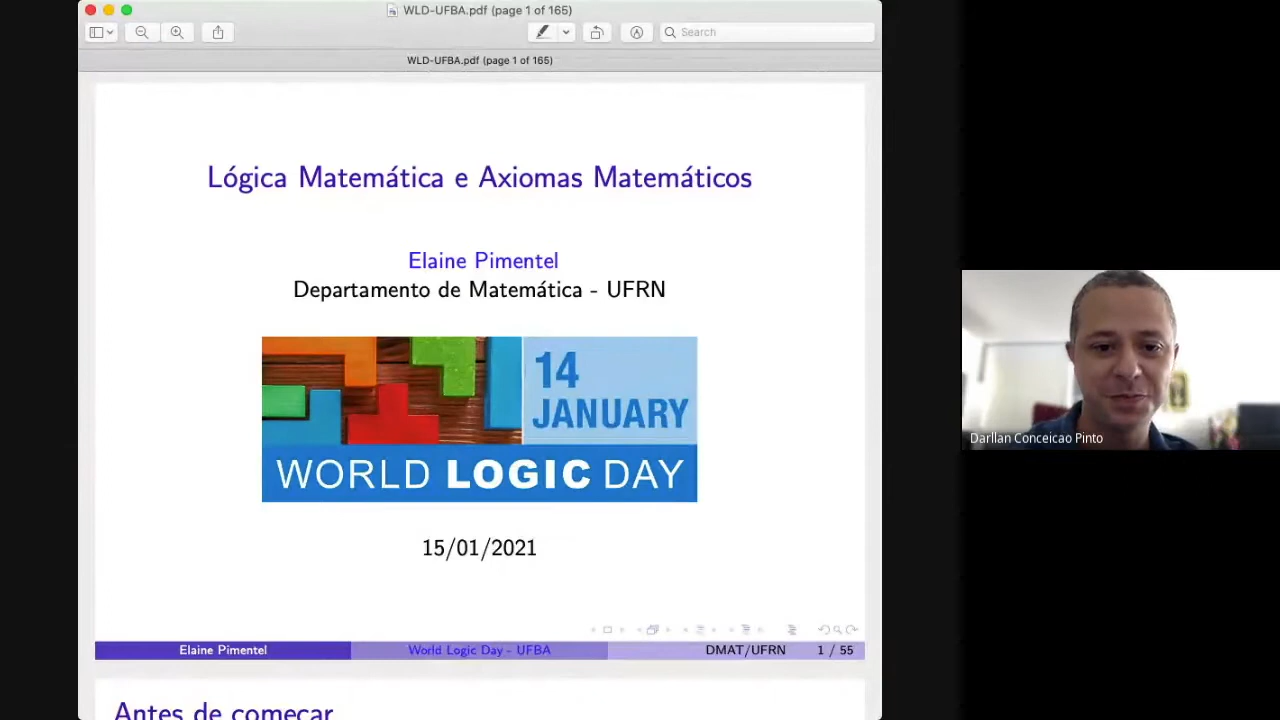 WLD-UFBA.pdf (page 1 of 165)
Search
WLD-UFBA.pdf (page 1 of 165)
Lógica Matemática e Axiomas Matemáticos
Elaine Pimentel
Departamento de Matemática - UFRN
14
JANUARY
WORLD LOGIC DAY
15/01/2021
Elaine Pimentel World Logic Day - UFBA DMAT/UFRN 1 / 55
Antes de começar
Darllan Conceicao Pinto